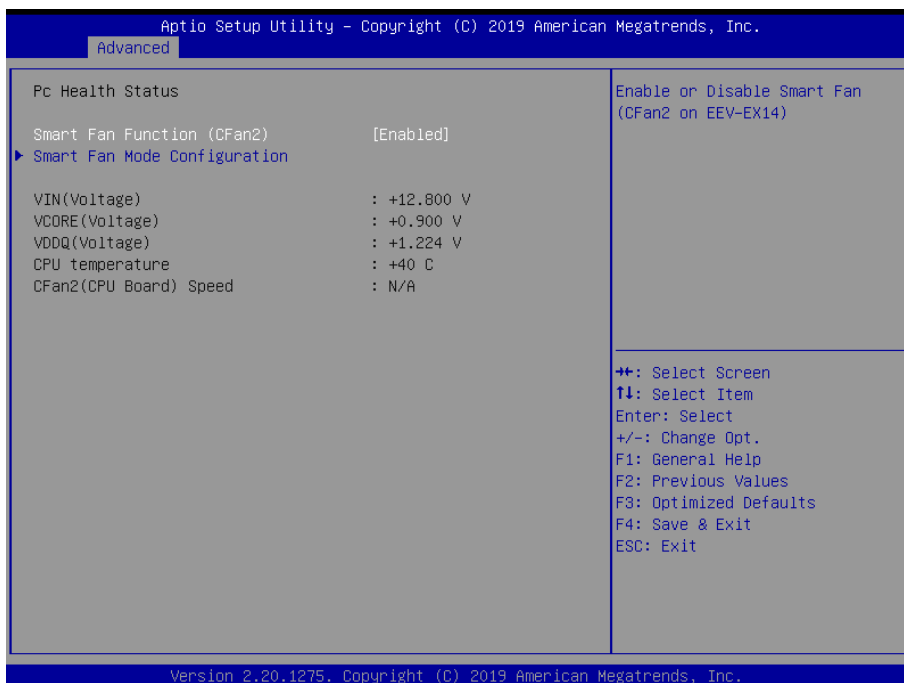 Aptio Setup Utility – Copyright (C) 2019 American Megatrends, Inc.
Advanced
Pc Health Status
Smart Fan Function (CFan2) [Enabled]
Smart Fan Mode Configuration
VIN(Voltage) : +12.800 V
VCORE(Voltage) : +0.900 V
VDDQ(Voltage) : +1.224 V
CPU temperature : +40 C
CFan2(CPU Board) Speed : N/A
Enable or Disable Smart Fan
(CFan2 on EEV-EX14)
→←: Select Screen
↑↓: Select Item
Enter: Select
+/-: Change Opt.
F1: General Help
F2: Previous Values
F3: Optimized Defaults
F4: Save & Exit
ESC: Exit
Version 2.20.1275. Copyright (C) 2019 American Megatrends, Inc.